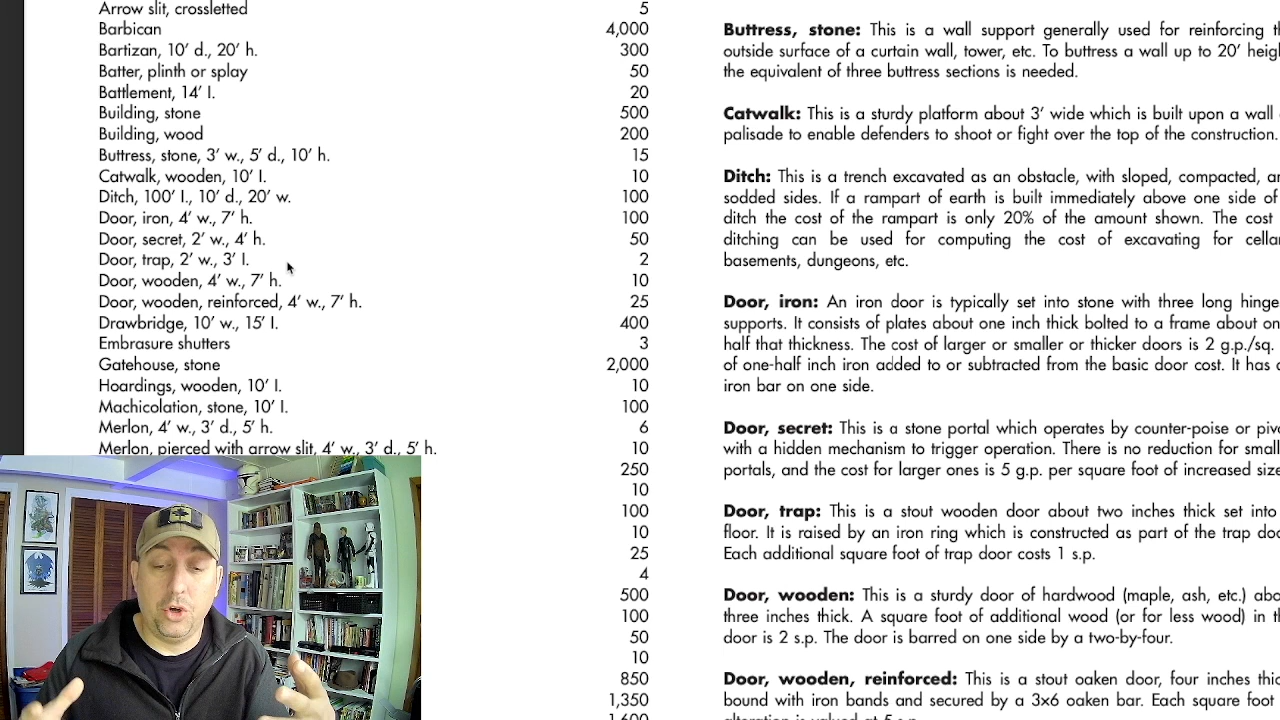 Arrow slit, crossletted 5
Barbican 4,000
Bartizan, 10′ d., 20′ h. 300
Batter, plinth or splay 50
Battlement, 14′ l. 20
Building, stone 500
Building, wood 200
Buttress, stone, 3′ w., 5′ d., 10′ h. 15
Catwalk, wooden, 10′ l. 10
Ditch, 100′ l., 10′ d., 20′ w. 100
Door, iron, 4′ w., 7′ h. 100
Door, secret, 2′ w., 4′ h. 50
Door, trap, 2′ w., 3′ l. 2
Door, wooden, 4′ w., 7′ h. 10
Door, wooden, reinforced, 4′ w., 7′ h. 25
Drawbridge, 10′ w., 15′ l. 400
Embrasure shutters 3
Gatehouse, stone 2,000
Hoardings, wooden, 10′ l. 10
Machicolation, stone, 10′ l. 100
Merlon, 4′ w., 3′ d., 5′ h. 6
Merlon, pierced with arrow slit, 4′ w., 3′ d., 5′ h. 10
250
10
100
10
25
4
500
100
50
10
850
1,350
1,600
Buttress, stone: This is a wall support generally used for reinforcing
outside surface of a curtain wall, tower, etc. To buttress a wall up to 20′
the equivalent of three buttress sections is needed.
Catwalk: This is a sturdy platform about 3′ wide which is built upon a wall
palisade to enable defenders to shoot or fight over the top of the construction.
Ditch: This is a trench excavated as an obstacle, with sloped, compacted,
sodded sides. If a rampart of earth is built immediately above one side of
ditch the cost of the rampart is only 20% of the amount shown. The cost
ditching can be used for computing the cost of excavating for
basements, dungeons, etc.
Door, iron: An iron door is typically set into stone with three long
supports. It consists of plates about one inch thick bolted to a frame about
half that thickness. The cost of larger or smaller or thicker doors is 2 g.p./sq.
of one-half inch iron added to or subtracted from the basic door cost. It has
iron bar on one side.
Door, secret: This is a stone portal which operates by counter-poise or
with a hidden mechanism to trigger operation. There is no reduction for
portals, and the cost for larger ones is 5 g.p. per square foot of increased
Door, trap: This is a stout wooden door about two inches thick set into
floor. It is raised by an iron ring which is constructed as part of the trap
Each additional square foot of trap door costs 1 s.p.
Door, wooden: This is a sturdy door of hardwood (maple, ash, etc.)
three inches thick. A square foot of additional wood (or for less wood) in
door is 2 s.p. The door is barred on one side by a two-by-four.
Door, wooden, reinforced: This is a stout oaken door, four inches
bound with iron bands and secured by a 3×6 oaken bar. Each square foot
alteration is valued at 5 s.p.